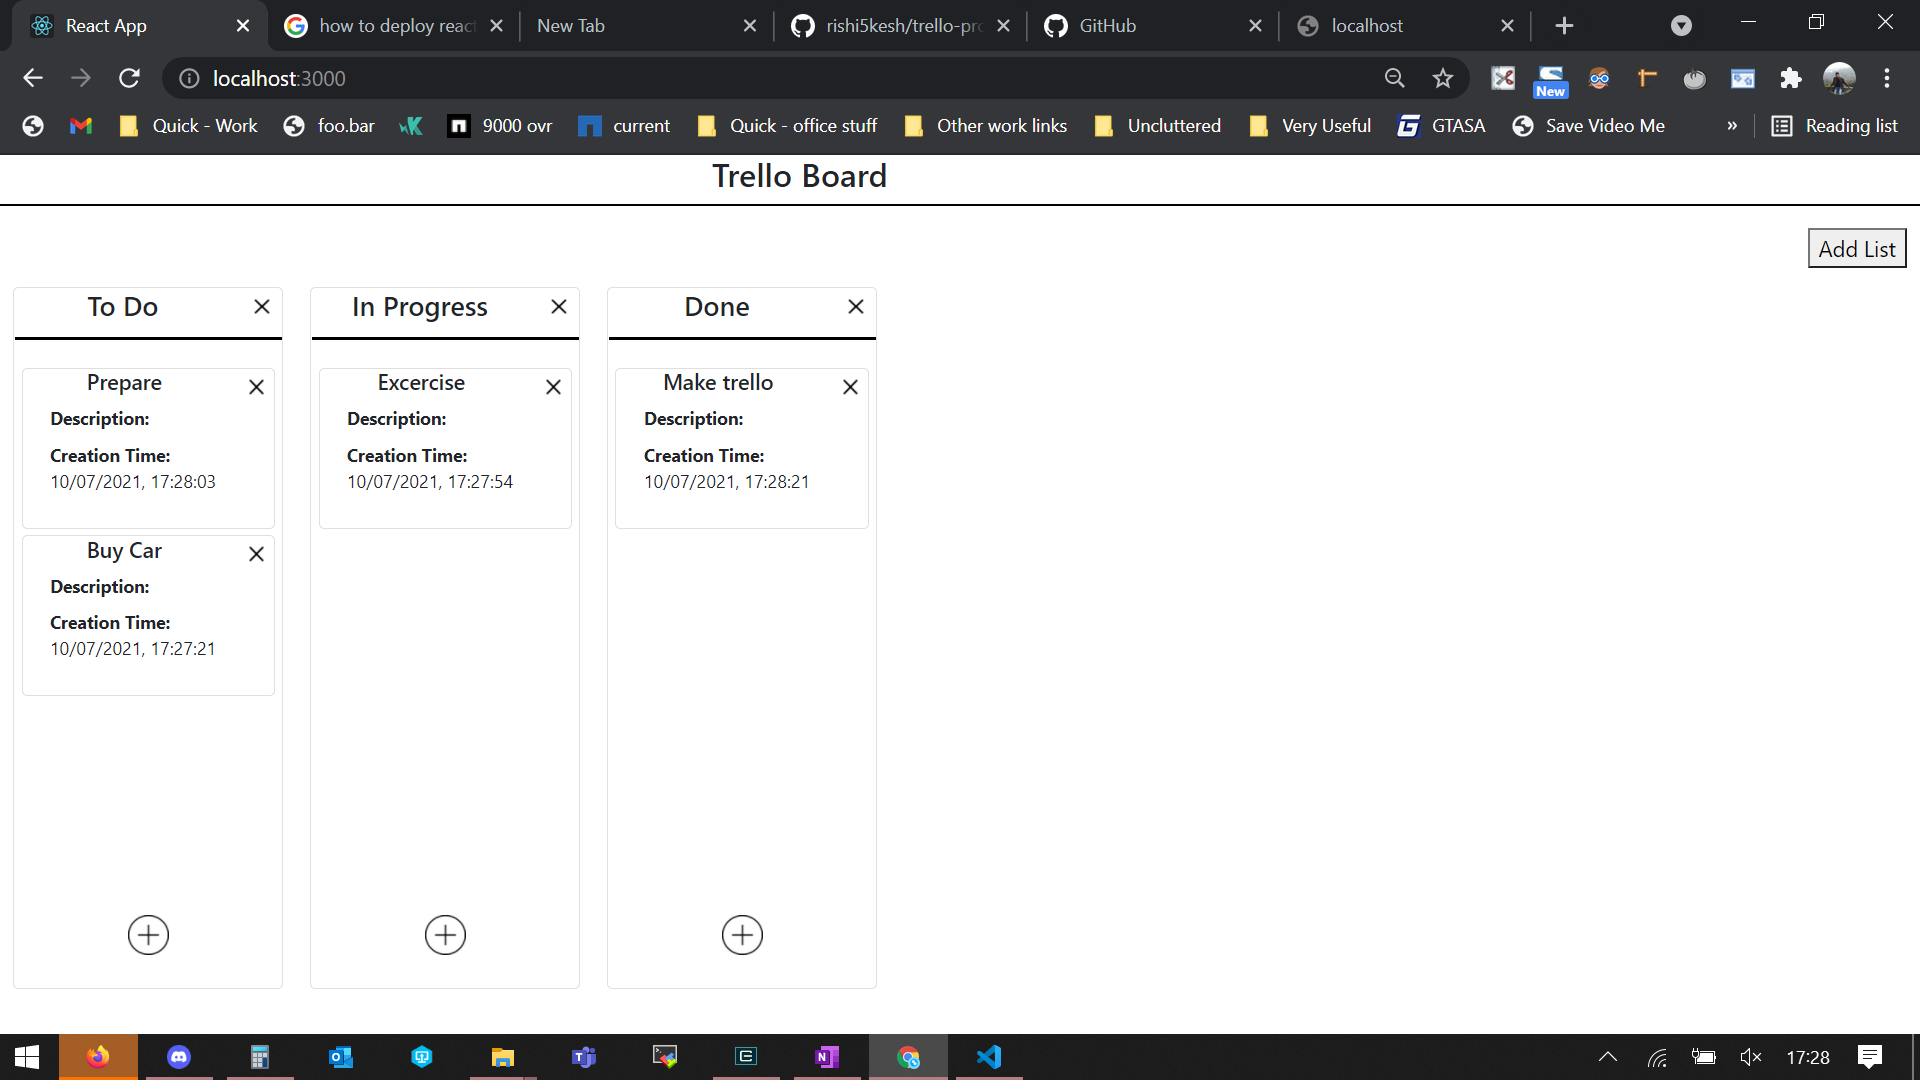 React App
how to deploy reac
New Tab
rishi5kesh/trello-pro
GitHub
localhost
localhost:3000
New
Quick - Work
foo.bar
9000 ovr
current
Quick - office stuff
Other work links
Uncluttered
Very Useful
GTASA
Save Video Me
»
Reading list
Trello Board
Add List
To Do
Prepare
Description:
Creation Time:
10/07/2021, 17:28:03
Buy Car
Description:
Creation Time:
10/07/2021, 17:27:21
In Progress
Excercise
Description:
Creation Time:
10/07/2021, 17:27:54
Done
Make trello
Description:
Creation Time:
10/07/2021, 17:28:21
17:28